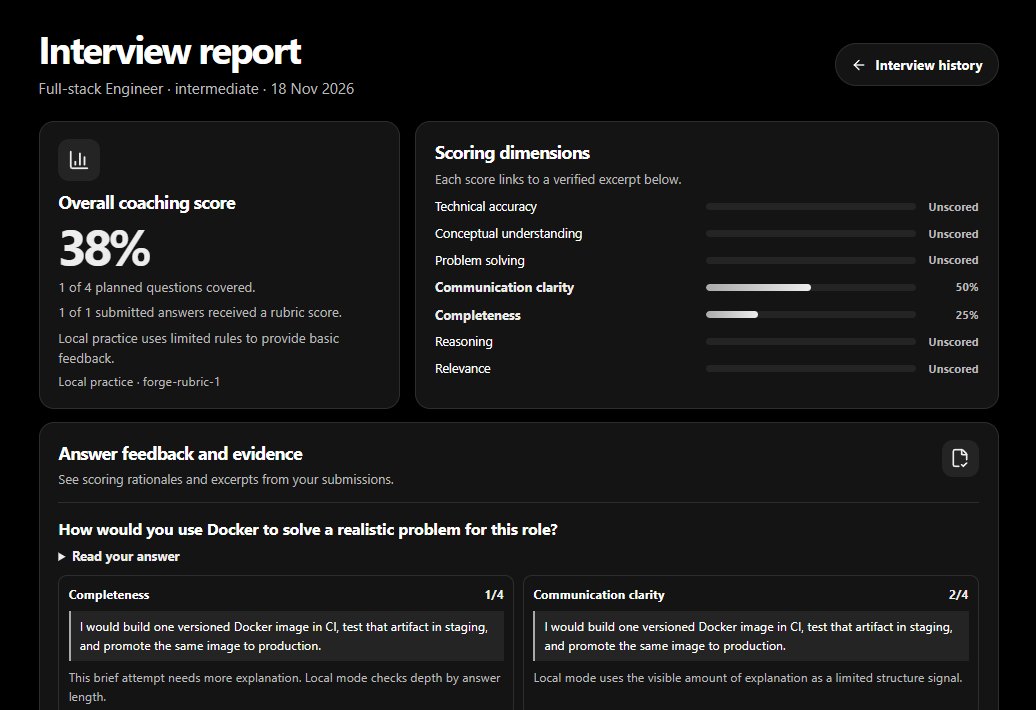 Interview report
Full-stack Engineer · intermediate · 18 Nov 2026
Interview history
Overall coaching score
38%
1 of 4 planned questions covered.
1 of 1 submitted answers received a rubric score.
Local practice uses limited rules to provide basic
feedback.
Local practice · forge-rubric-1
Scoring dimensions
Each score links to a verified excerpt below.
Technical accuracy Unscored
Conceptual understanding Unscored
Problem solving Unscored
Communication clarity 50%
Completeness 25%
Reasoning Unscored
Relevance Unscored
Answer feedback and evidence
See scoring rationales and excerpts from your submissions.
How would you use Docker to solve a realistic problem for this role?
Read your answer
Completeness 1/4
I would build one versioned Docker image in CI, test that artifact in staging,
and promote the same image to production.
This brief attempt needs more explanation. Local mode checks depth by answer
length.
Communication clarity 2/4
I would build one versioned Docker image in CI, test that artifact in staging,
and promote the same image to production.
Local mode uses the visible amount of explanation as a limited structure signal.